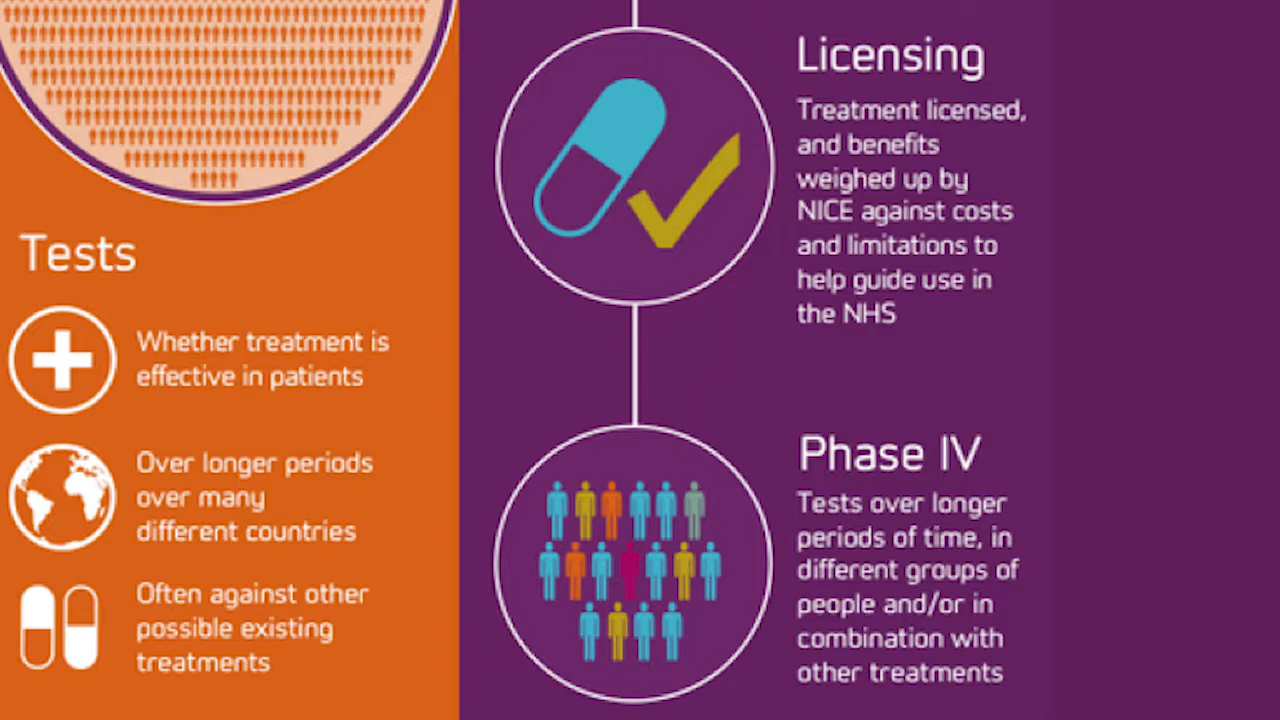 Tests
Whether treatment is
effective in patients
Over longer periods
over many
different countries
Often against other
possible existing
treatments
Licensing
Treatment licensed,
and benefits
weighed up by
NICE against costs
and limitations to
help guide use in
the NHS
Phase IV
Tests over longer
periods of time, in
different groups of
people and/or in
combination with
other treatments